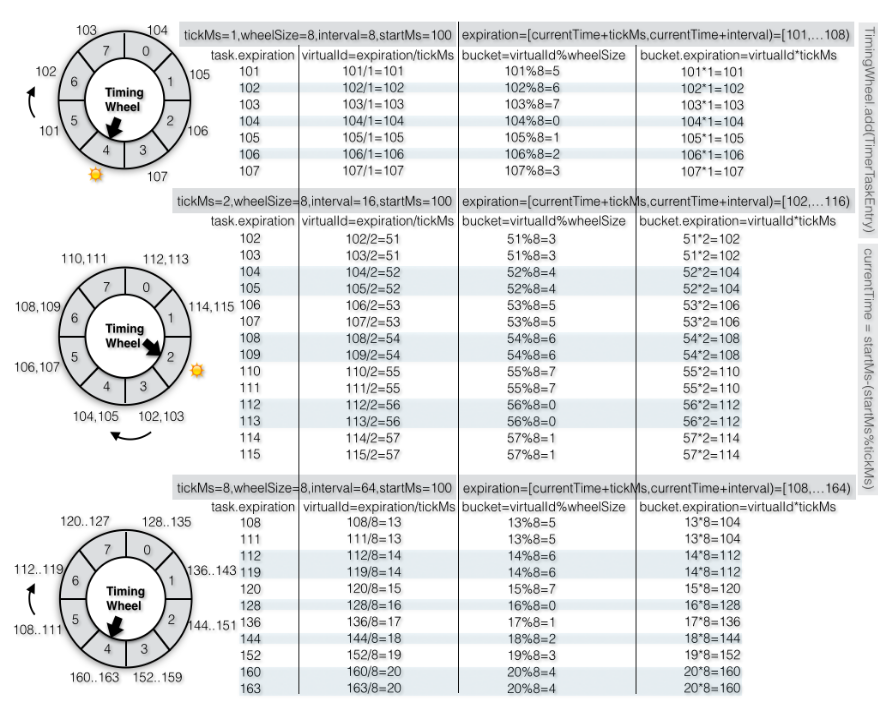 tickMs=1,wheelSize=8,interval=8,startMs=100 expiration=[currentTime+tickMs,currentTime+interval)=[101,...108)
task.expiration virtualId=expiration/tickMs bucket=virtualId%wheelSize bucket.expiration=virtualId*tickMs
101 101/1=101 101%8=5 101*1=101
102 102/1=102 102%8=6 102*1=102
103 103/1=103 103%8=7 103*1=103
104 104/1=104 104%8=0 104*1=104
105 105/1=105 105%8=1 105*1=105
106 106/1=106 106%8=2 106*1=106
107 107/1=107 107%8=3 107*1=107
103 104
102 105
101 106
107
7 0
6 1
5 2
4 3
Timing
Wheel
tickMs=2,wheelSize=8,interval=16,startMs=100 expiration=[currentTime+tickMs,currentTime+interval)=[102,...116)
task.expiration virtualId=expiration/tickMs bucket=virtualId%wheelSize bucket.expiration=virtualId*tickMs
102 102/2=51 51%8=3 51*2=102
103 103/2=51 51%8=3 51*2=102
104 104/2=52 52%8=4 52*2=104
105 105/2=52 52%8=4 52*2=104
106 106/2=53 53%8=5 53*2=106
107 107/2=53 53%8=5 53*2=106
108 108/2=54 54%8=6 54*2=108
109 109/2=54 54%8=6 54*2=108
110 110/2=55 55%8=7 55*2=110
111 111/2=55 55%8=7 55*2=110
112 112/2=56 56%8=0 56*2=112
113 113/2=56 56%8=0 56*2=112
114 114/2=57 57%8=1 57*2=114
115 115/2=57 57%8=1 57*2=114
110,111 112,113
108,109 114,115
106,107
104,105 102,103
7 0
6 1
5 2
4 3
Timing
Wheel
tickMs=8,wheelSize=8,interval=64,startMs=100 expiration=[currentTime+tickMs,currentTime+interval)=[108,...164)
task.expiration virtualId=expiration/tickMs bucket=virtualId%wheelSize bucket.expiration=virtualId*tickMs
108 108/8=13 13%8=5 13*8=104
111 111/8=13 13%8=5 13*8=104
112 112/8=14 14%8=6 14*8=112
119 119/8=14 14%8=6 14*8=112
120 120/8=15 15%8=7 15*8=120
128 128/8=16 16%8=0 16*8=128
136 136/8=17 17%8=1 17*8=136
144 144/8=18 18%8=2 18*8=144
152 152/8=19 19%8=3 19*8=152
160 160/8=20 20%8=4 20*8=160
163 163/8=20 20%8=4 20*8=160
120..127 128..135
112..119 136..143
108..111 144..151
160..163 152..159
7 0
6 1
5 2
4 3
Timing
Wheel
TimingWheel.add(TimerTaskEntry)
currentTime = startMs-(startMs%tickMs)